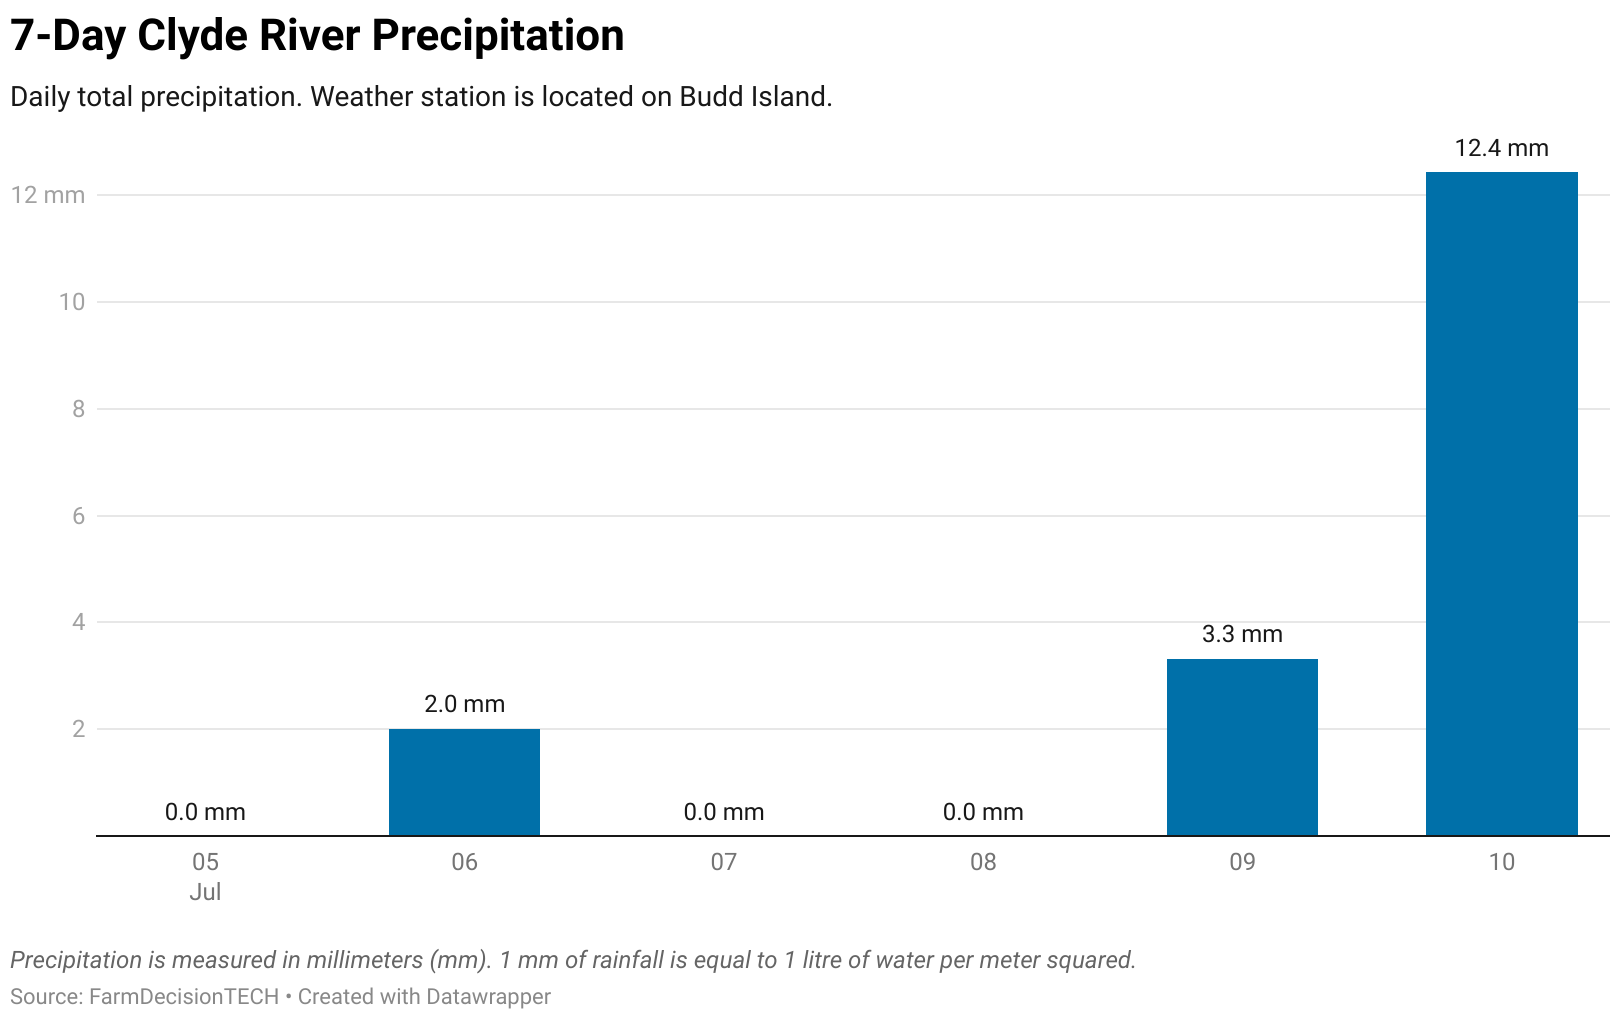 7-Day Clyde River Precipitation
Daily total precipitation. Weather station is located on Budd Island.
12.4 mm
12 mm
10
8
6
4
3.3 mm
2.0 mm
2
0.0 mm 0.0 mm 0.0 mm
05 06 07 08 09 10
Jul
Precipitation is measured in millimeters (mm). 1 mm of rainfall is equal to 1 litre of water per meter squared.
Source: FarmDecisionTECH • Created with Datawrapper